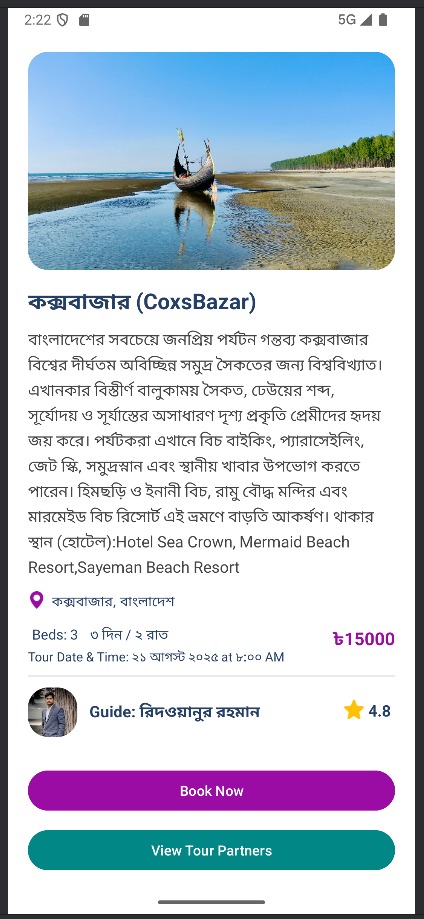 2:22
5G
কক্সবাজার (CoxsBazar)
বাংলাদেশের সবচেয়ে জনপ্রিয় পর্যটন গন্তব্য কক্সবাজার
বিশ্বের দীর্ঘতম অবিচ্ছিন্ন সমুদ্র সৈকতের জন্য বিশ্ববিখ্যাত।
এখানকার বিস্তীর্ণ বালুকাময় সৈকত, ঢেউয়ের শব্দ,
সূর্যোদয় ও সূর্যাস্তের অসাধারণ দৃশ্য প্রকৃতি প্রেমীদের হৃদয়
জয় করে। পর্যটকরা এখানে বিচ বাইকিং, প্যারাসেইলিং,
জেট স্কি, সমুদ্রস্নান এবং স্থানীয় খাবার উপভোগ করতে
পারেন। হিমছড়ি ও ইনানী বিচ, রামু বৌদ্ধ মন্দির এবং
মারমেইড বিচ রিসোর্ট এই ভ্রমণে বাড়তি আকর্ষণ। থাকার
স্থান (হোটেল):Hotel Sea Crown, Mermaid Beach
Resort,Sayeman Beach Resort
কক্সবাজার, বাংলাদেশ
Beds: 3 ৩ দিন / ২ রাত
৳15000
Tour Date & Time: ২১ আগস্ট ২০২৫ at ৮:০০ AM
Guide: রিদওয়ানুর রহমান
4.8
Book Now
View Tour Partners